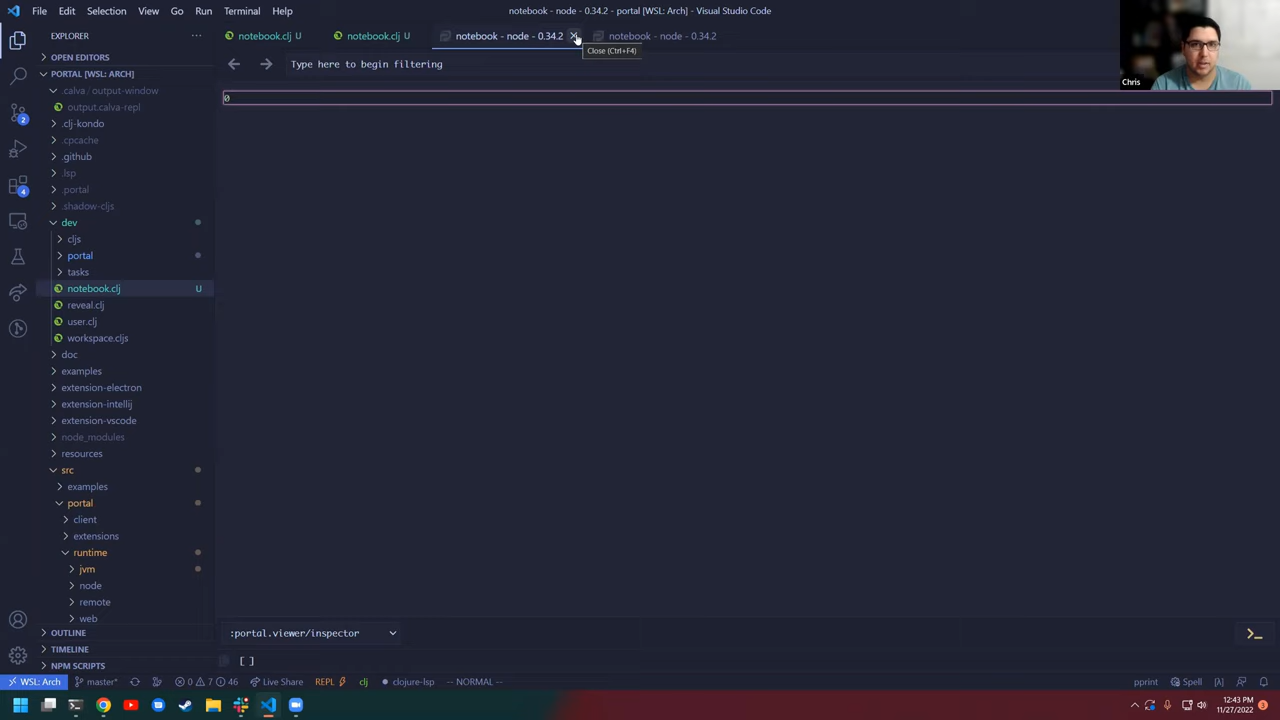 File Edit Selection View Go Run Terminal Help
notebook - node - 0.34.2 - portal [WSL: Arch] - Visual Studio Code
EXPLORER
OPEN EDITORS
PORTAL [WSL: ARCH]
.calva / output-window
output.calva-repl
.clj-kondo
.cpcache
.github
.lsp
.portal
.shadow-cljs
dev
cljs
portal
tasks
notebook.clj U
reveal.clj
user.clj
workspace.cljs
doc
examples
extension-electron
extension-intellij
extension-vscode
node_modules
resources
src
examples
portal
client
extensions
runtime
jvm
node
remote
web
OUTLINE
TIMELINE
NPM SCRIPTS
2
4
notebook.clj U
notebook.clj U
notebook - node - 0.34.2
notebook - node - 0.34.2
Close (Ctrl+F4)
Type here to begin filtering
0
Chris
:portal.viewer/inspector
[ ]
WSL: Arch master* 0 7 46 Live Share REPL clj clojure-lsp -- NORMAL --
pprint Spell [λ]
12:43 PM
11/27/2022
3